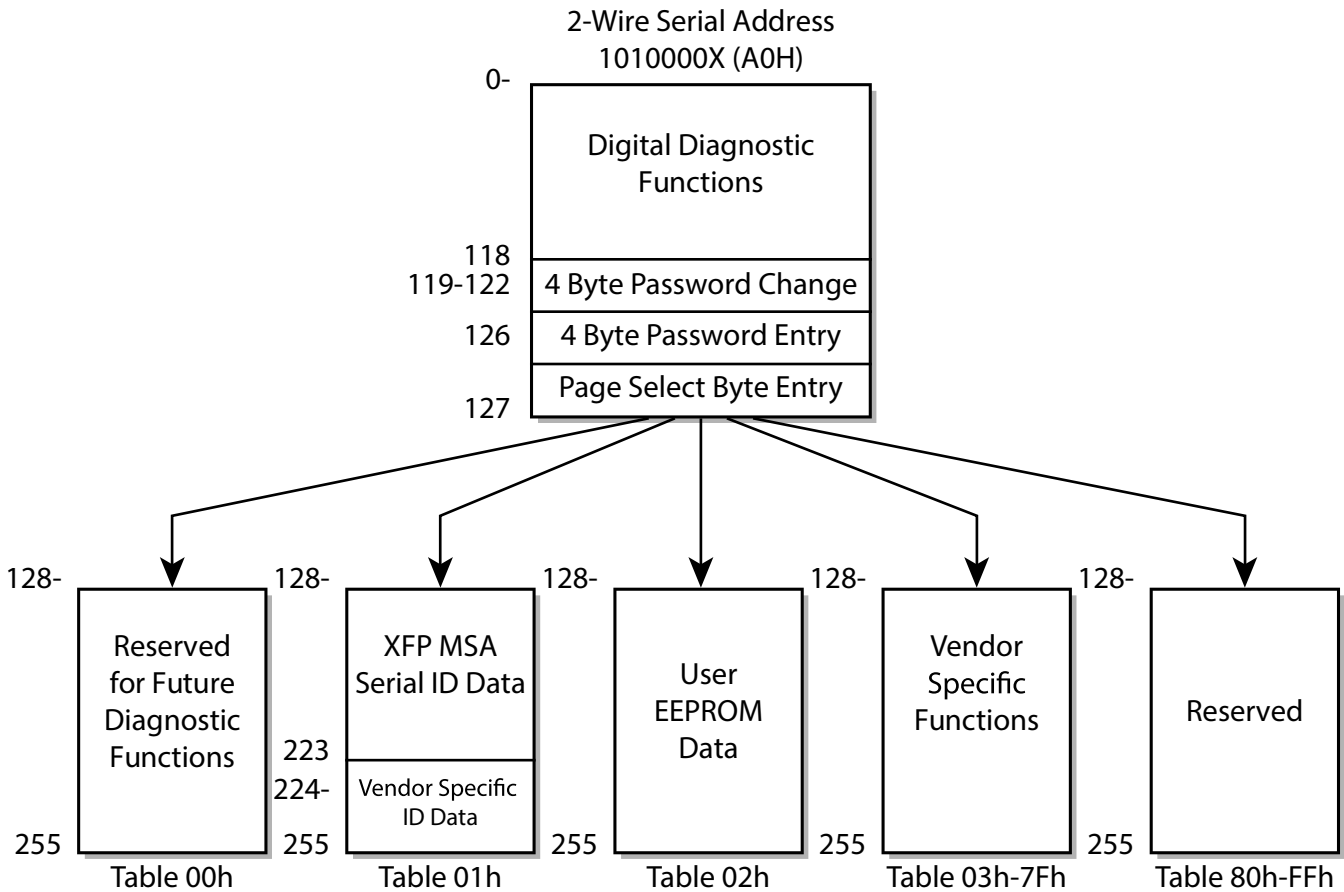 2-Wire Serial Address
1010000X (A0H)
0-
Digital Diagnostic
Functions
118
119-122
4 Byte Password Change
126
4 Byte Password Entry
Page Select Byte Entry
127
128-
Reserved
for Future
Diagnostic
Functions
255
Table 00h
128-
XFP MSA
Serial ID Data
223
224-
Vendor Specific
ID Data
255
Table 01h
128-
User
EEPROM
Data
255
Table 02h
128-
Vendor
Specific
Functions
255
Table 03h-7Fh
128-
Reserved
255
Table 80h-FFh